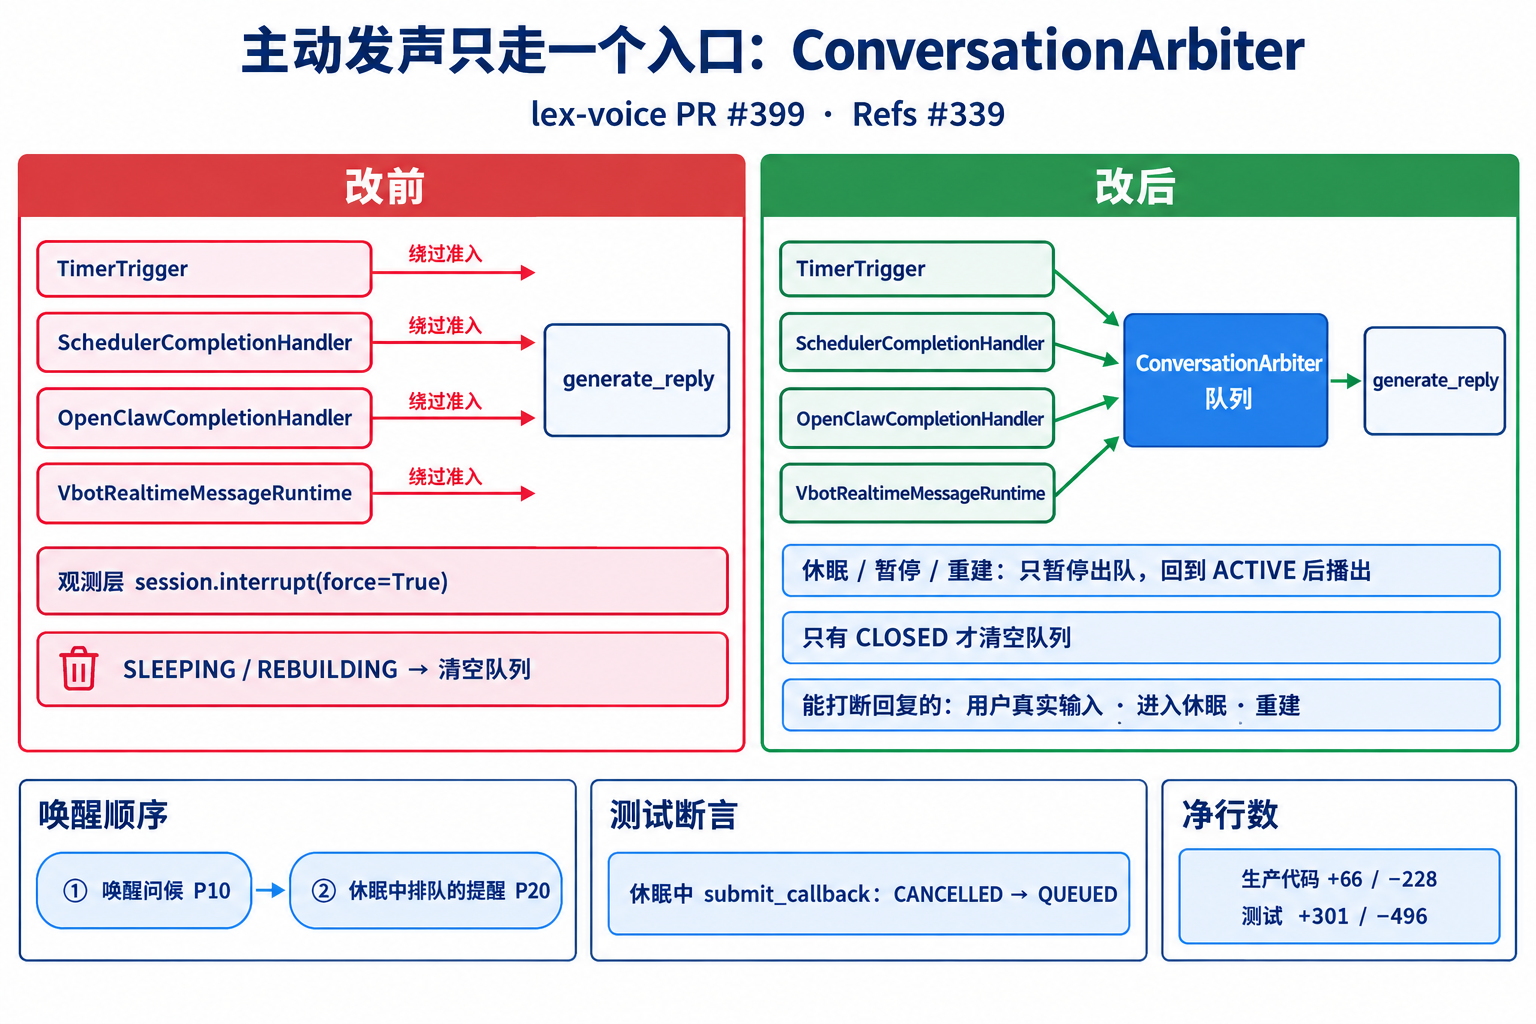 主动发声只走一个入口：ConversationArbiter
lex-voice PR #399 · Refs #339
改前
TimerTrigger
绕过准入
SchedulerCompletionHandler
绕过准入
OpenClawCompletionHandler
绕过准入
VbotRealtimeMessageRuntime
绕过准入
generate_reply
观测层 session.interrupt(force=True)
SLEEPING / REBUILDING → 清空队列
改后
TimerTrigger
SchedulerCompletionHandler
OpenClawCompletionHandler
VbotRealtimeMessageRuntime
ConversationArbiter
队列
generate_reply
休眠 / 暂停 / 重建：只暂停出队，回到 ACTIVE 后播出
只有 CLOSED 才清空队列
能打断回复的：用户真实输入 · 进入休眠 · 重建
唤醒顺序
① 唤醒问候 P10
② 休眠中排队的提醒 P20
测试断言
休眠中 submit_callback：CANCELLED → QUEUED
净行数
生产代码 +66 / −228
测试 +301 / −496